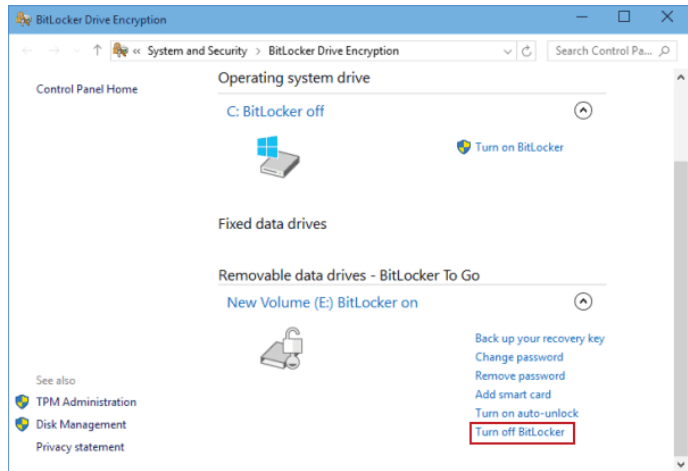 BitLocker Drive Encryption
« System and Security > BitLocker Drive Encryption
Search Control Pa...
Control Panel Home
Operating system drive
C: BitLocker off
Turn on BitLocker
Fixed data drives
Removable data drives - BitLocker To Go
New Volume (E:) BitLocker on
Back up your recovery key
Change password
Remove password
Add smart card
Turn on auto-unlock
Turn off BitLocker
See also
TPM Administration
Disk Management
Privacy statement